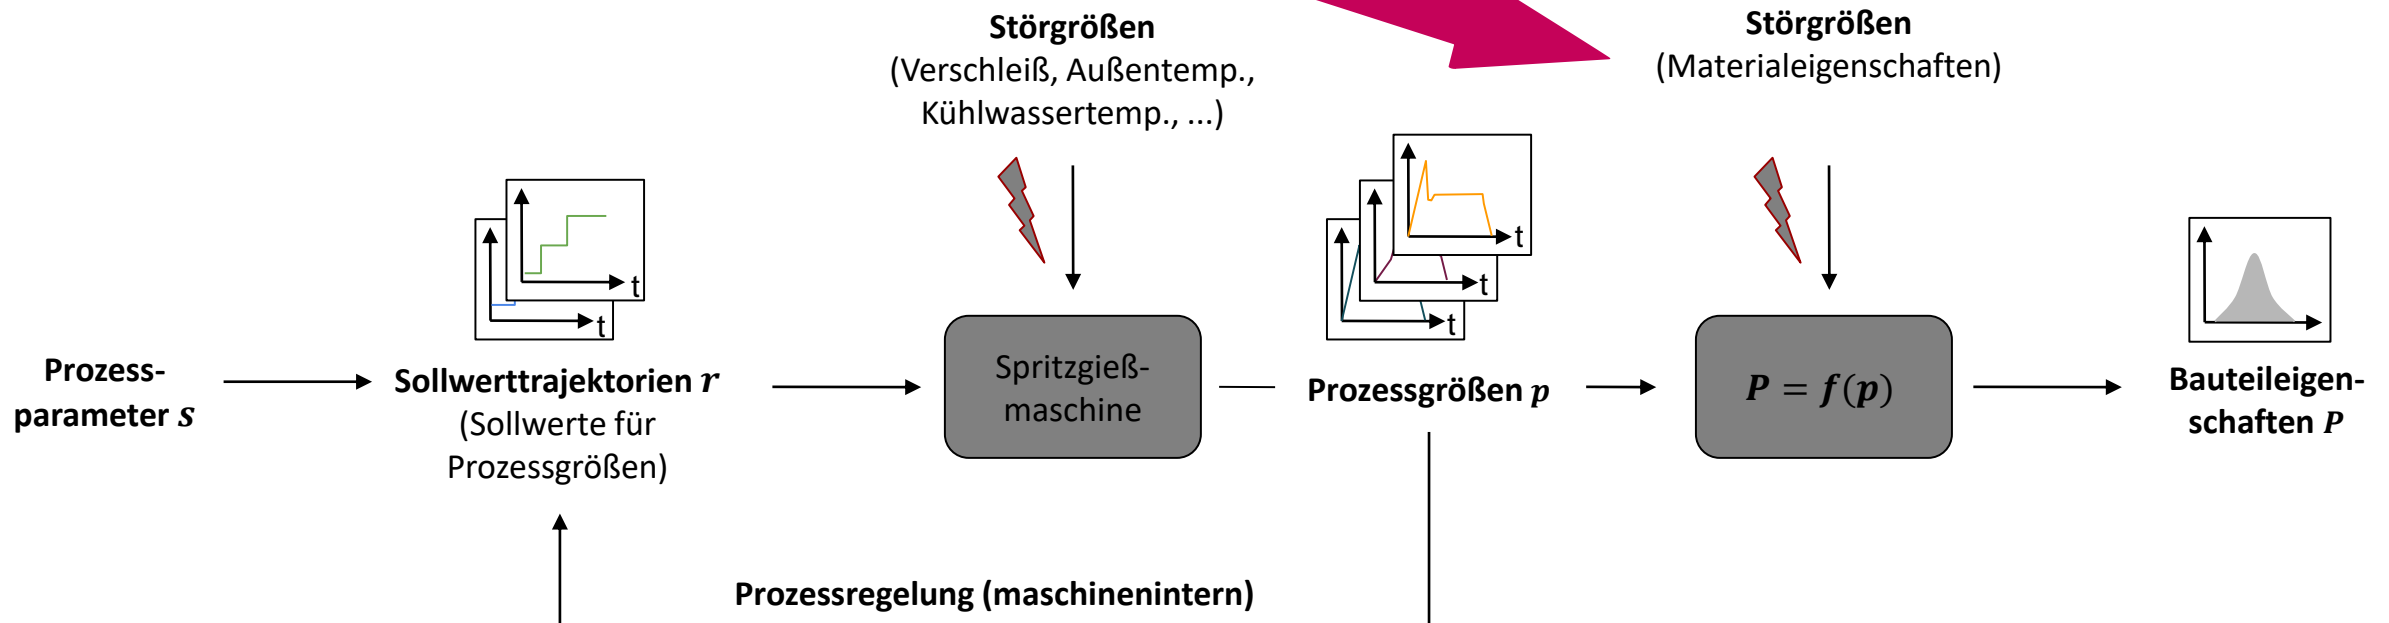 Störgrößen
(Verschleiß, Außentemp.,
Kühlwassertemp., ...)
Störgrößen
(Materialeigenschaften)
t
t
t
t
t
Prozess-
parameter s
Sollwerttrajektorien r
(Sollwerte für
Prozessgrößen)
Spritzgieß-
maschine
Prozessgrößen p
P = f(p)
Bauteileigen-
schaften P
Prozessregelung (maschinenintern)